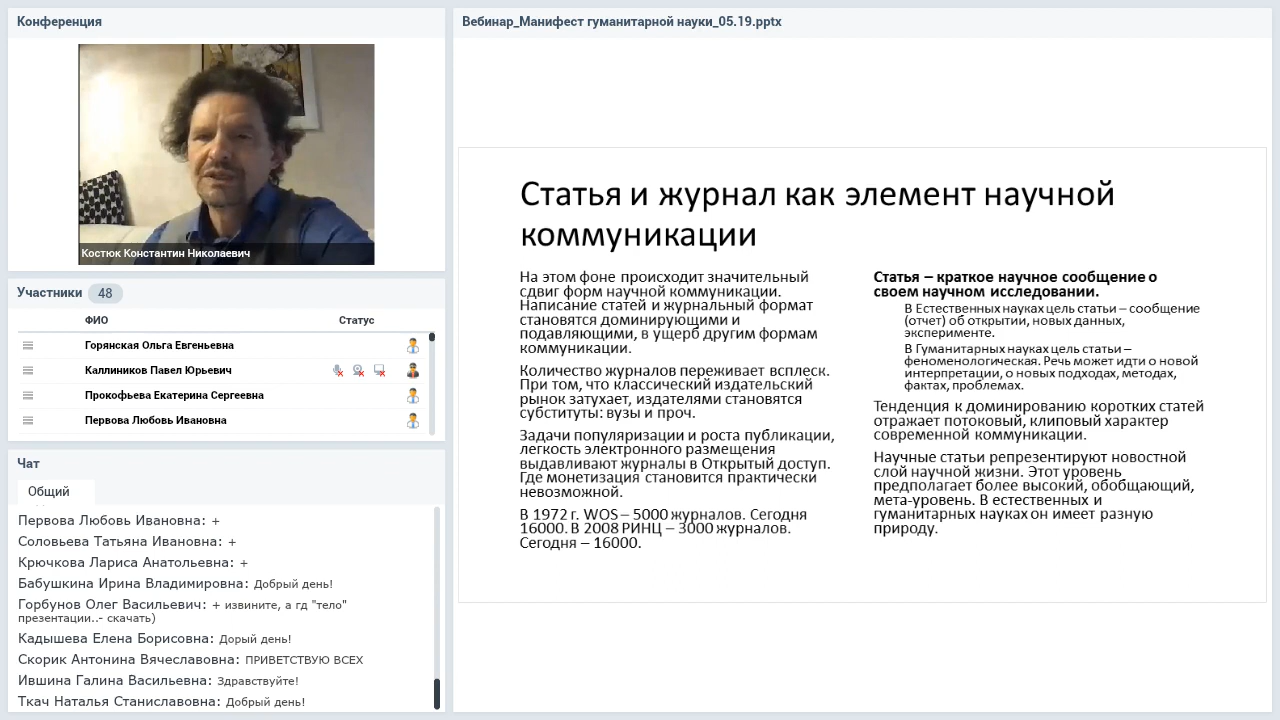 Конференция
Костюк Константин Николаевич
Участники 48
ФИО Статус
Горянская Ольга Евгеньевна
Каллиников Павел Юрьевич
Прокофьева Екатерина Сергеевна
Первова Любовь Ивановна
Чат
Общий
Первова Любовь Ивановна: +
Соловьева Татьяна Ивановна: +
Крючкова Лариса Анатольевна: +
Бабушкина Ирина Владимировна: Добрый день!
Горбунов Олег Васильевич: + извините, а гд "тело"
презентации..- скачать)
Кадышева Елена Борисовна: Дорый день!
Скорик Антонина Вячеславовна: ПРИВЕТСТВУЮ ВСЕХ
Ившина Галина Васильевна: Здравствуйте!
Ткач Наталья Станиславовна: Добрый день!
Вебинар_Манифест гуманитарной науки_05.19.pptx
Статья и журнал как элемент научной
коммуникации
На этом фоне происходит значительный
сдвиг форм научной коммуникации.
Написание статей и журнальный формат
становятся доминирующими и
подавляющими, в ущерб другим формам
коммуникации.
Количество журналов переживает всплеск.
При том, что классический издательский
рынок затухает, издателями становятся
субституты: вузы и проч.
Задачи популяризации и роста публикации,
легкость электронного размещения
выдавливают журналы в Открытый доступ.
Где монетизация становится практически
невозможной.
В 1972 г. WOS – 5000 журналов. Сегодня
16000. В 2008 РИНЦ – 3000 журналов.
Сегодня – 16000.
Статья – краткое научное сообщение о
своем научном исследовании.
В Естественных науках цель статьи – сообщение
(отчет) об открытии, новых данных,
эксперименте.
В Гуманитарных науках цель статьи –
феноменологическая. Речь может идти о новой
интерпретации, о новых подходах, методах,
фактах, проблемах.
Тенденция к доминированию коротких статей
отражает потоковый, клиповый характер
современной коммуникации.
Научные статьи репрезентируют новостной
слой научной жизни. Этот уровень
предполагает более высокий, обобщающий,
мета-уровень. В естественных и
гуманитарных науках он имеет разную
природу.